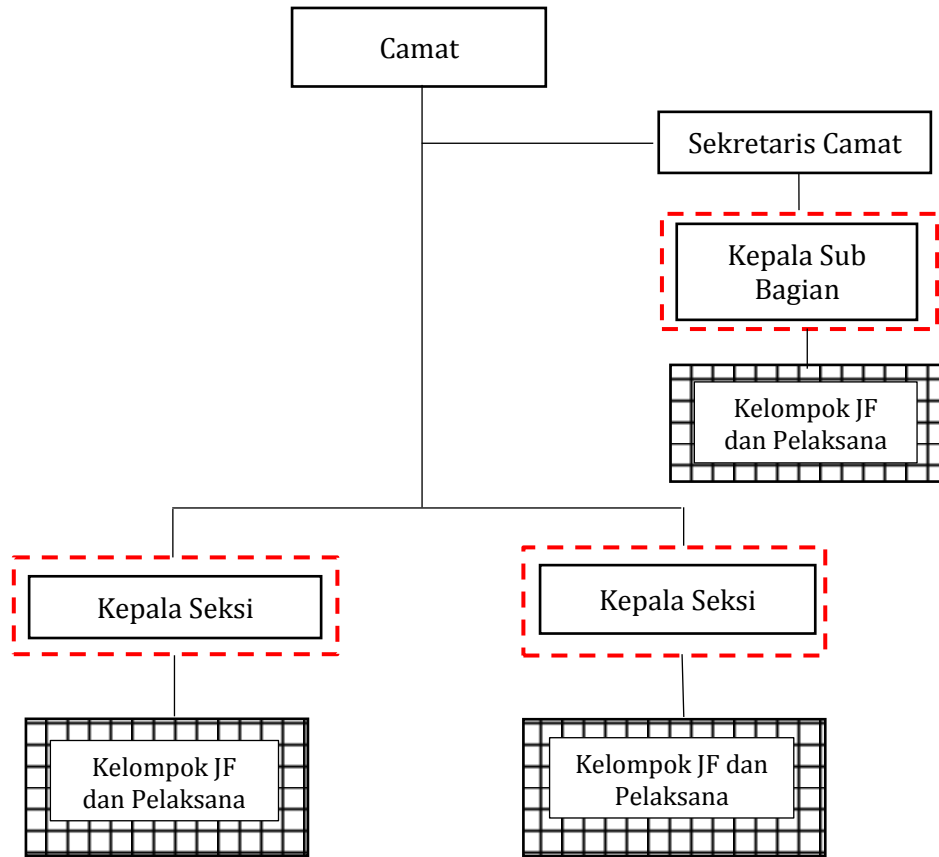 Camat
Sekretaris Camat
Kepala Sub
Bagian
Kelompok JF
dan Pelaksana
Kepala Seksi
Kepala Seksi
Kelompok JF
dan Pelaksana
Kelompok JF dan
Pelaksana